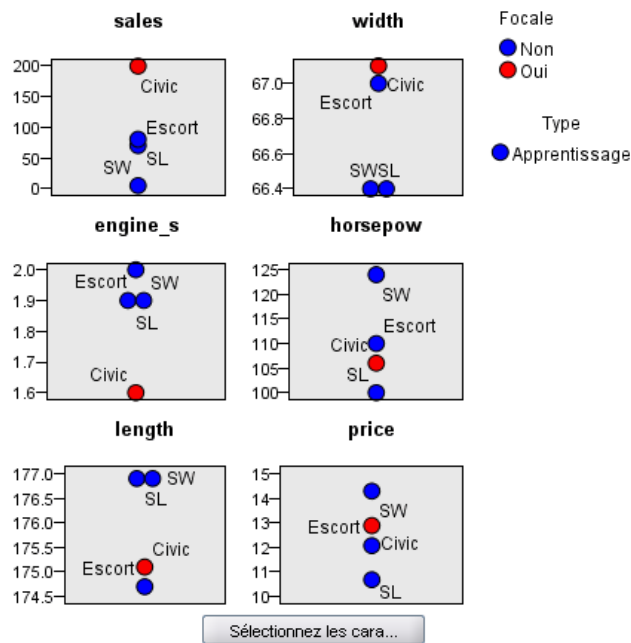 sales
200
150
100
50
0
Civic
Escort
SW
SL
width
67.0
66.8
66.6
66.4
Civic
Escort
SWSL
Focale
Non
Oui
Type
Apprentissage
engine_s
2.0
1.9
1.8
1.7
1.6
Escort
SW
SL
Civic
horsepow
125
120
115
110
105
100
SW
Escort
Civic
SL
length
177.0
176.5
176.0
175.5
175.0
174.5
SW
SL
Civic
Escort
price
15
14
13
12
11
10
SW
Escort
Civic
SL
Sélectionnez les cara...